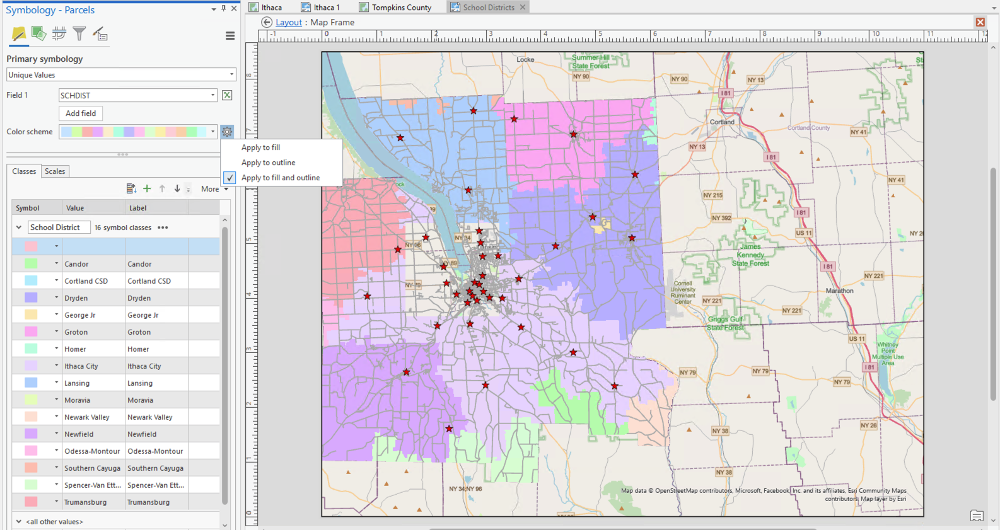 Symbology - Parcels
Primary symbology
Unique Values
Field 1
SCHDIST
Add field
Color scheme
Apply to fill
Apply to outline
Apply to fill and outline
Classes
Scales
More
Symbol
Value
Label
School District
16 symbol classes
Candor Candor
Cortland CSD Cortland CSD
Dryden Dryden
George Jr George Jr
Groton Groton
Homer Homer
Ithaca City Ithaca City
Lansing Lansing
Moravia Moravia
Newark Valley Newark Valley
Newfield Newfield
Odessa-Montour Odessa-Montour
Southern Cayuga Southern Cayuga
Spencer-Van Ett... Spencer-Van Ett...
Trumansburg Trumansburg
<all other values>
Ithaca
Ithaca 1
Tompkins County
School Districts
Layout : Map Frame
-1 0 1 2 3 4 5 6 7 8 9 10 11 12
8
7
5
4
3
2
1
0
Locke
Summer Hill
State Forest
NY 90
NY 90
NY 13
I 81
Cortland
Cortland County
NY 41
NY 13
I 81
NY 41
NY 215
I 81
NY 392
US 11
James
Kennedy
State Forest
I 81
NY 221
NY 96
NY 34
NY 89
NY 79
Cornell
University
Ruminant
Center
Marathon
NY 221
NY 221
Griggs Gulf
State Forest
US 11
Whitney
Point
Multiple Use
Area
I 81
NY 79
NY 79
NY 79
NY 26
NY 38
NY 38
NY 34;NY 96
Map data © OpenStreetMap contributors, Microsoft, Facebook, Inc. and its affiliates, Esri Community Maps
contributors, Map layer by Esri